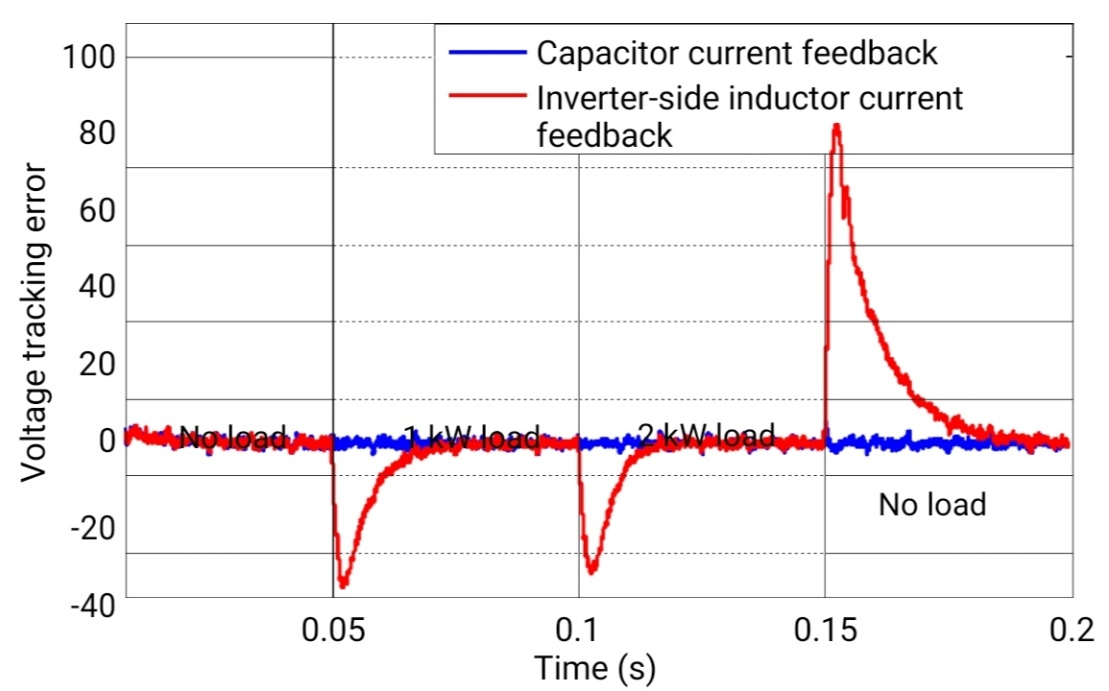 100
80
60
40
20
0
-20
-40
Voltage tracking error
Capacitor current feedback
Inverter-side inductor current
feedback
No load
1 kW load
2 kW load
No load
0.05
0.1
0.15
0.2
Time (s)